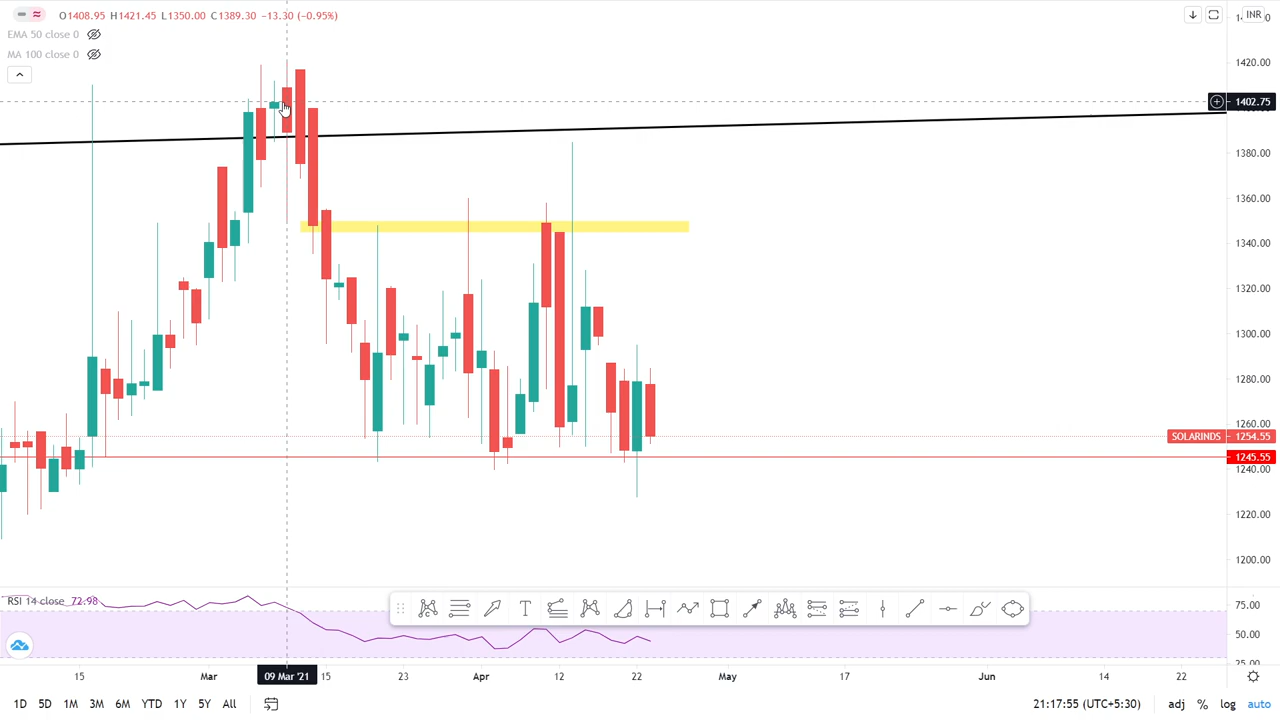 O1408.95 H1421.45 L1350.00 C1389.30 −13.30 (−0.95%)
EMA 50 close 0
MA 100 close 0
INR
1420.00
1402.75
1380.00
1360.00
1340.00
1320.00
1300.00
1280.00
1260.00
SOLARINDS 1254.55
1245.55
1240.00
1220.00
1200.00
RSI 14 close 72.98
75.00
50.00
25.00
15 Mar 09 Mar '21 15 23 Apr 12 22 May 17 Jun 14 22
1D 5D 1M 3M 6M YTD 1Y 5Y All 21:17:55 (UTC+5:30) adj % log auto